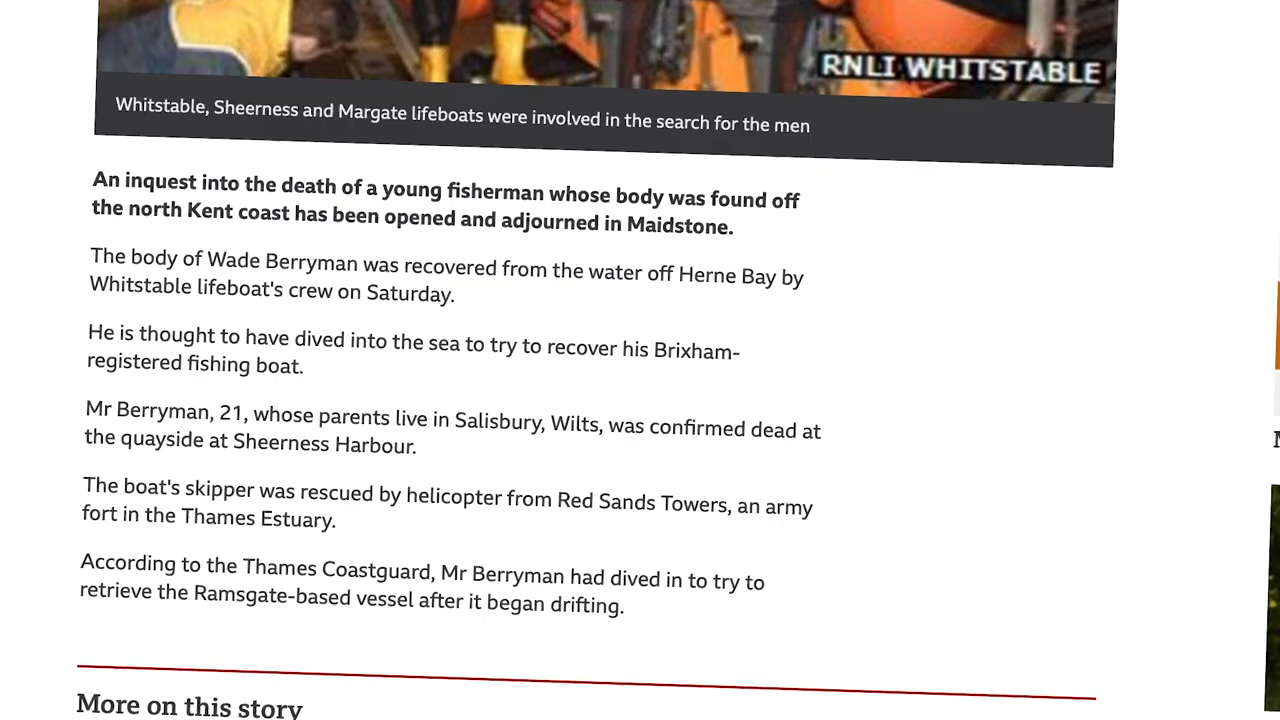 RNLI WHITSTABLE
Whitstable, Sheerness and Margate lifeboats were involved in the search for the men
An inquest into the death of a young fisherman whose body was found off
the north Kent coast has been opened and adjourned in Maidstone.
The body of Wade Berryman was recovered from the water off Herne Bay by
Whitstable lifeboat's crew on Saturday.
He is thought to have dived into the sea to try to recover his Brixham-
registered fishing boat.
Mr Berryman, 21, whose parents live in Salisbury, Wilts, was confirmed dead at
the quayside at Sheerness Harbour.
The boat's skipper was rescued by helicopter from Red Sands Towers, an army
fort in the Thames Estuary.
According to the Thames Coastguard, Mr Berryman had dived in to try to
retrieve the Ramsgate-based vessel after it began drifting.
More on this story